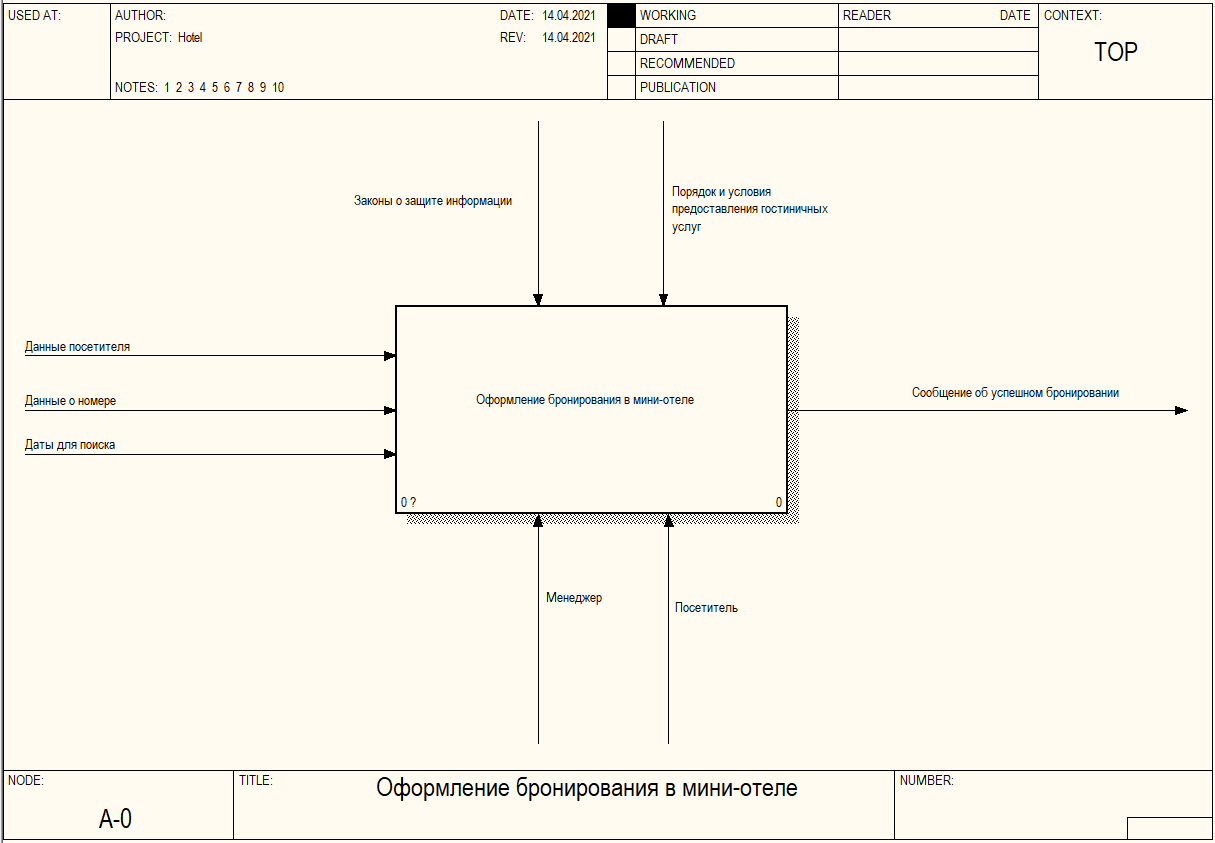 USED AT:
AUTHOR:
DATE: 14.04.2021
PROJECT: Hotel
REV: 14.04.2021
NOTES: 1 2 3 4 5 6 7 8 9 10
WORKING
DRAFT
RECOMMENDED
PUBLICATION
READER
DATE
CONTEXT:
TOP
Законы о защите информации
Порядок и условия
предоставления гостиничных
услуг
Данные посетителя
Данные о номере
Даты для поиска
Оформление бронирования в мини-отеле
0 ?
0
Сообщение об успешном бронировании
Менеджер
Посетитель
NODE:
A-0
TITLE:
Оформление бронирования в мини-отеле
NUMBER: